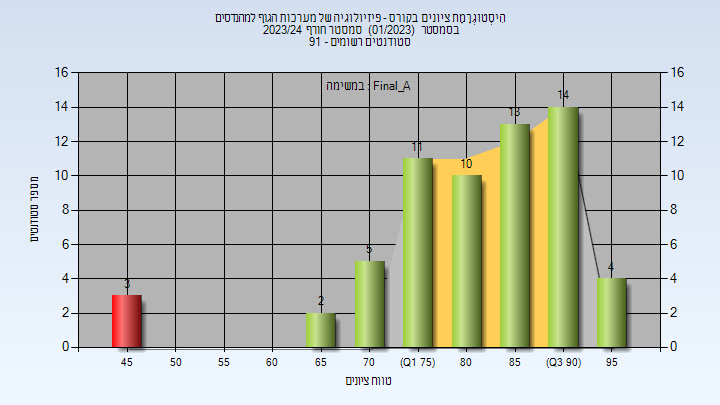 היסטוגרמת ציונים בקורס - פיזיולוגיה של מערכות הגוף למהנדסים
בסמסטר (01/2023) סמסטר חורף 2023/24
סטודנטים רשומים - 91
במשימה : Final_A
מספר סטודנטים
16 16
14 14
12 12
10 10
8 8
6 6
4 4
2 2
0 0
3 2 5 11 10 13 14 4
45 50 55 60 65 70 (Q1 75) 80 85 (Q3 90) 95
טווח ציונים